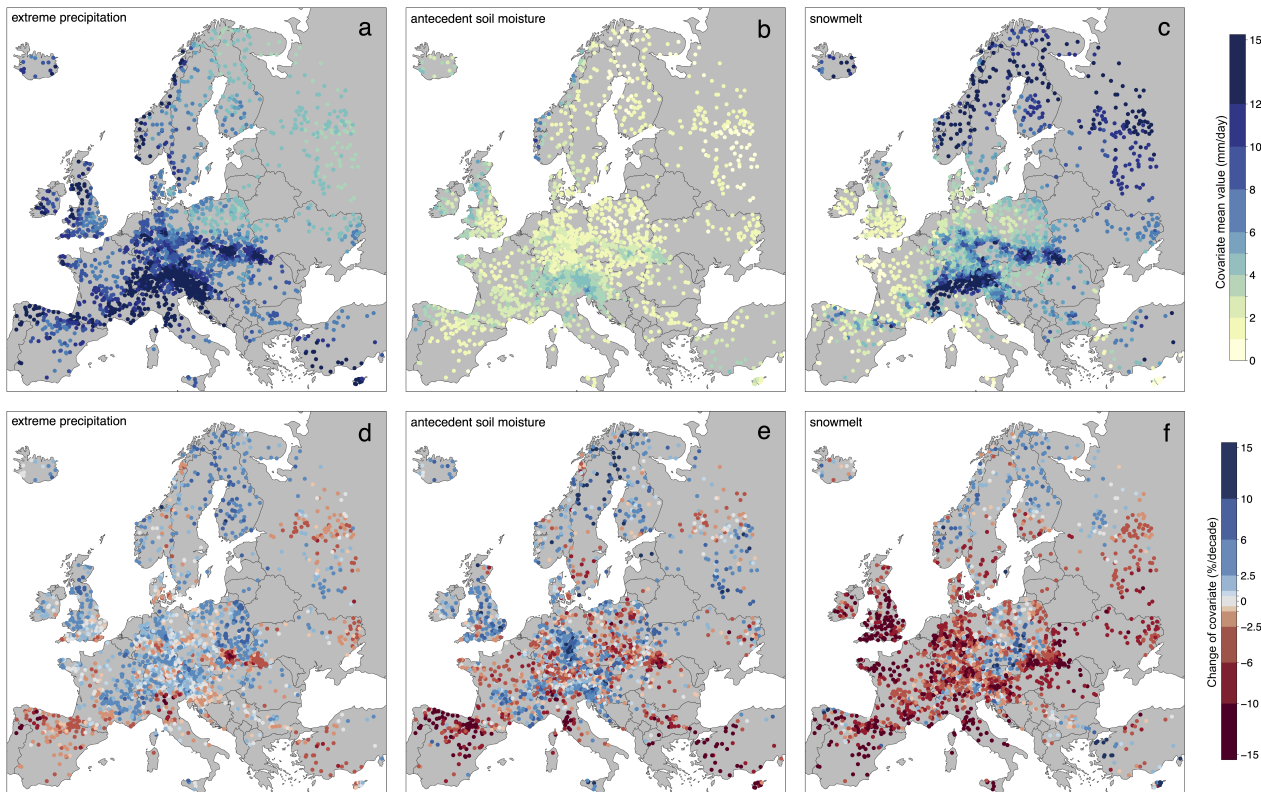 extreme precipitation
a
antecedent soil moisture
b
snowmelt
c
15
12
10
8
6
4
2
0
Covariate mean value (mm/day)
extreme precipitation
d
antecedent soil moisture
e
snowmelt
f
15
10
6
2.5
0
−2.5
−6
−10
−15
Change of covariate (%/decade)